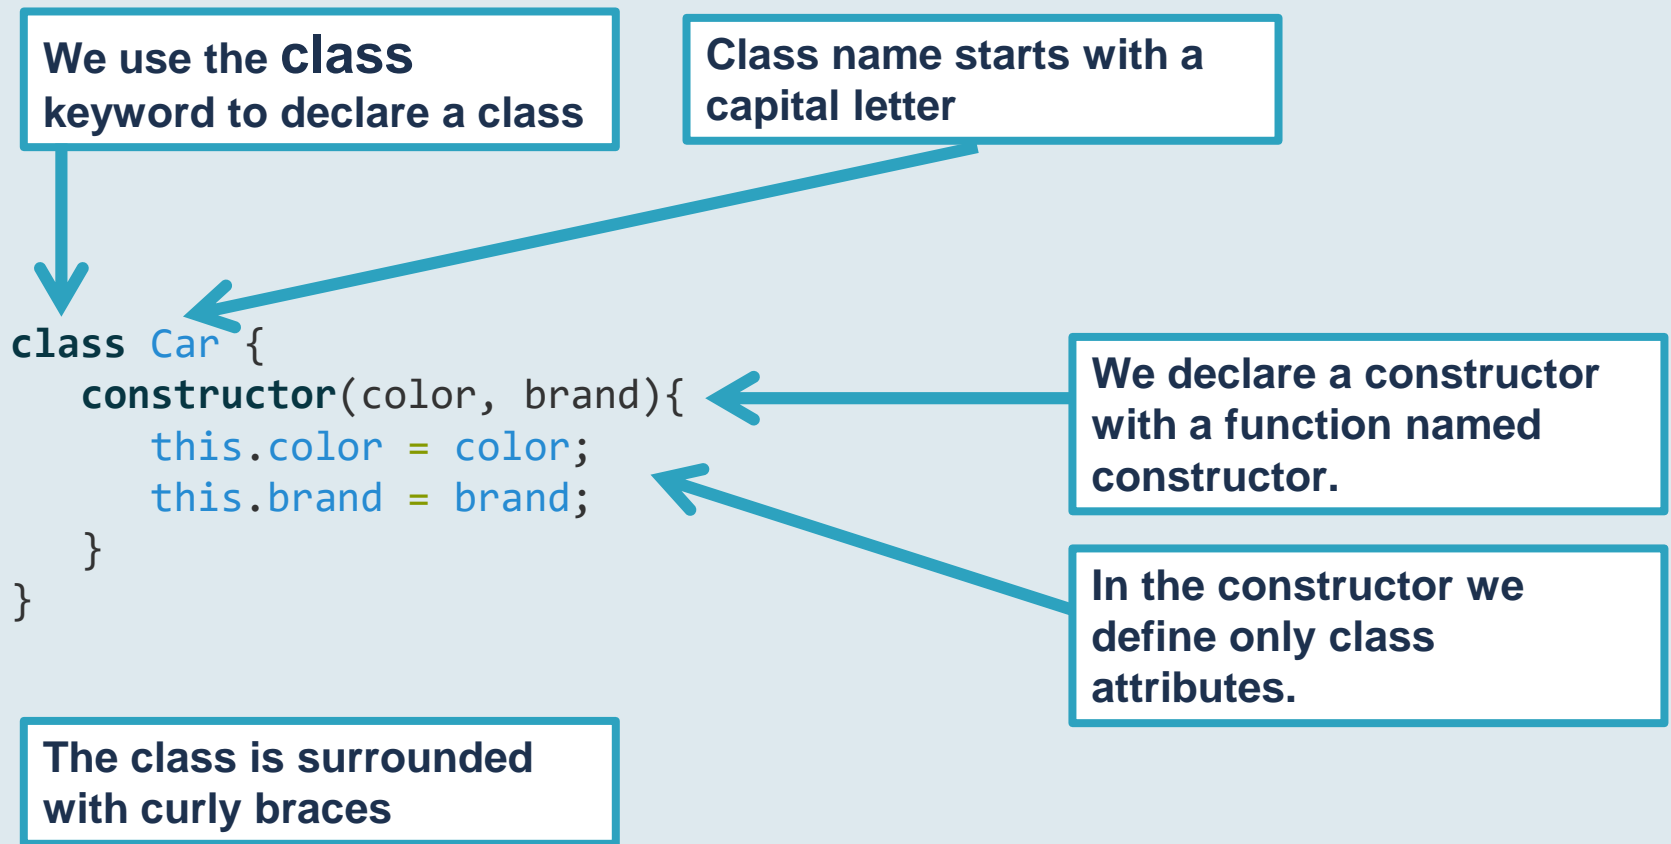 We use the class
keyword to declare a class
Class name starts with a
capital letter
class Car {
constructor(color, brand){
this.color = color;
this.brand = brand;
}
}
We declare a constructor
with a function named
constructor.
In the constructor we
define only class
attributes.
The class is surrounded
with curly braces